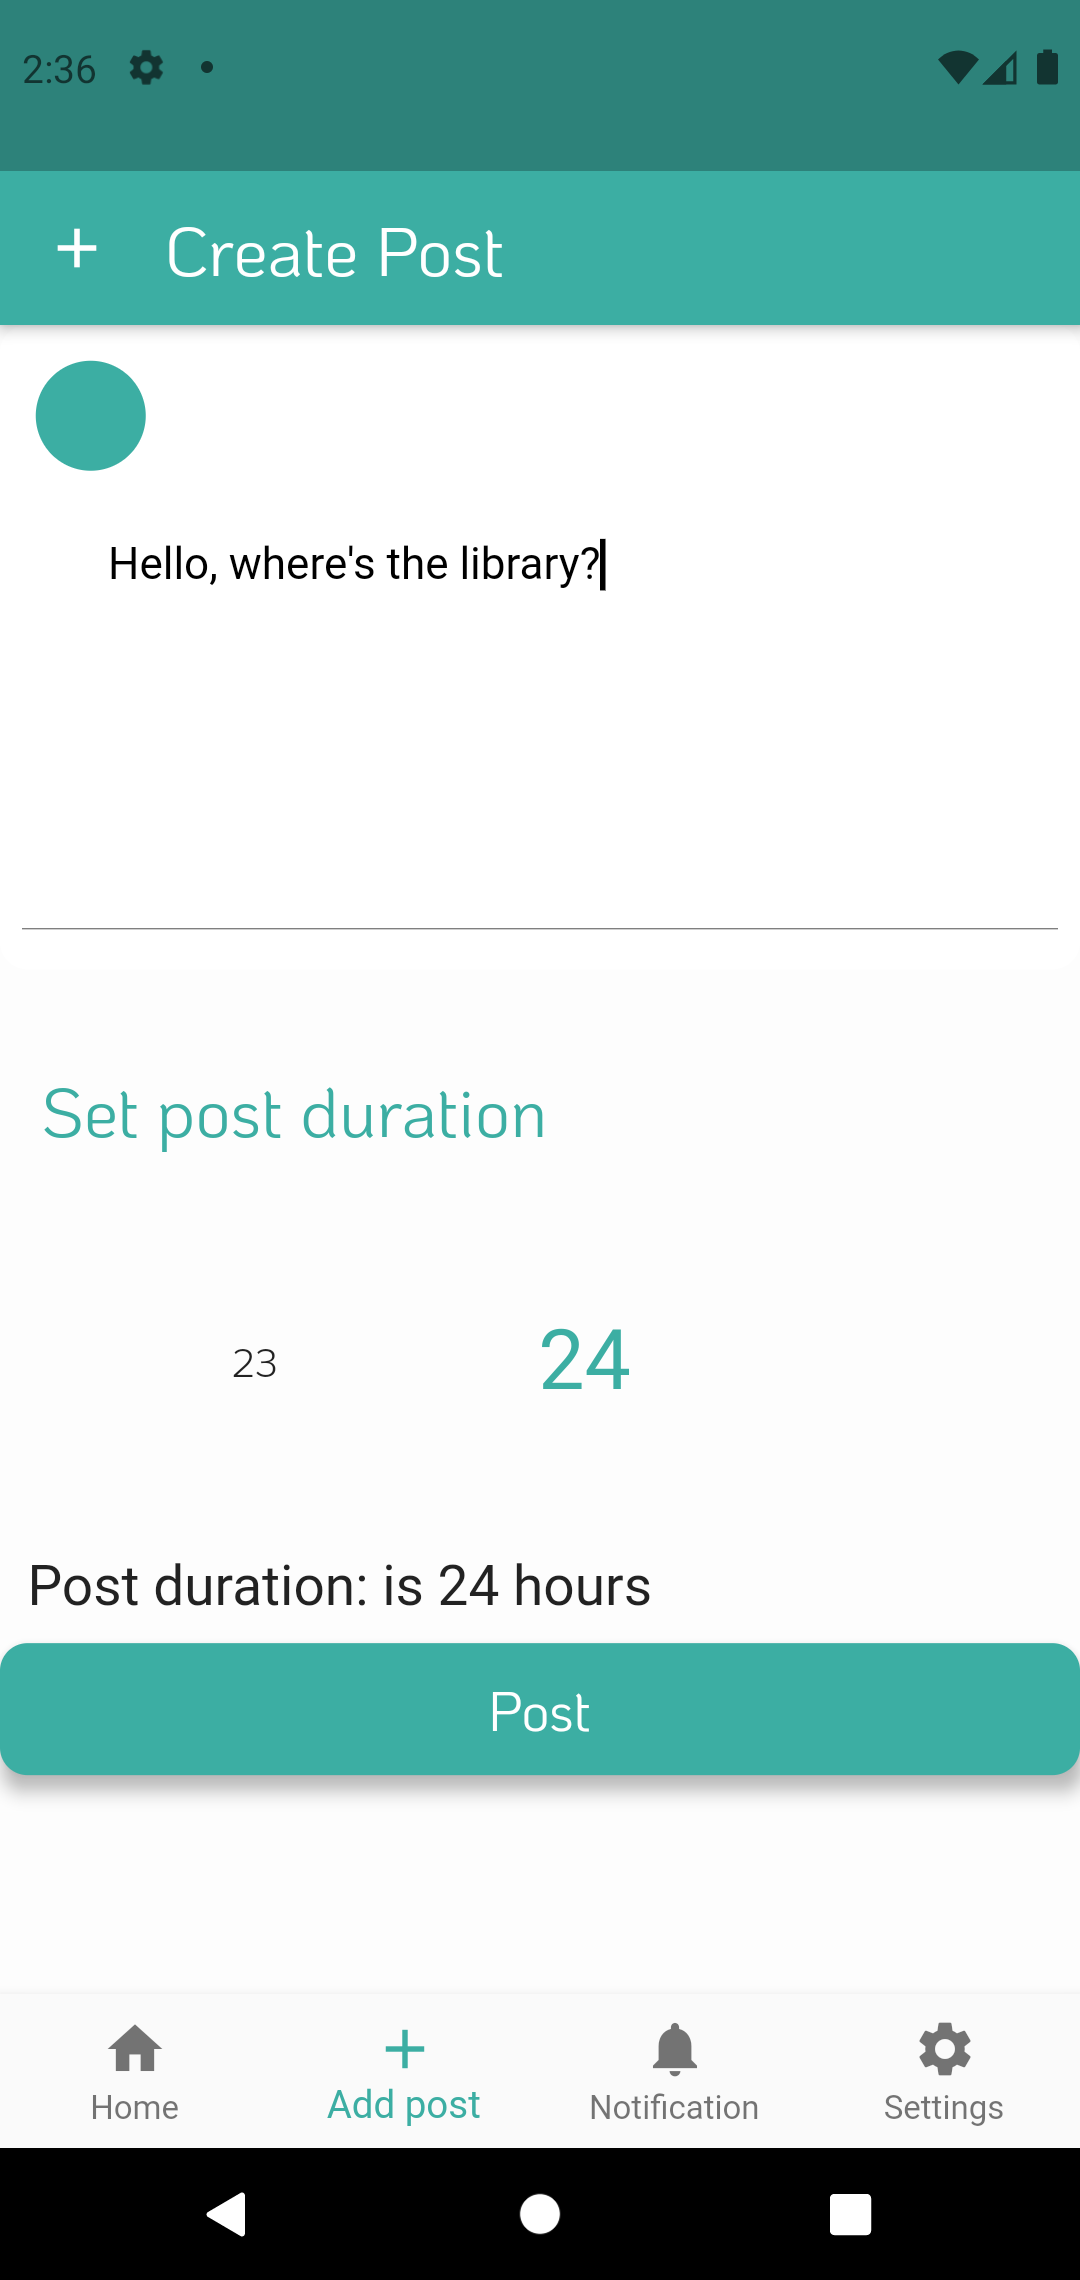 2:36
Create Post
Hello, where's the library?
Set post duration
23 24
Post duration: is 24 hours
Post
Home Add post Notification Settings